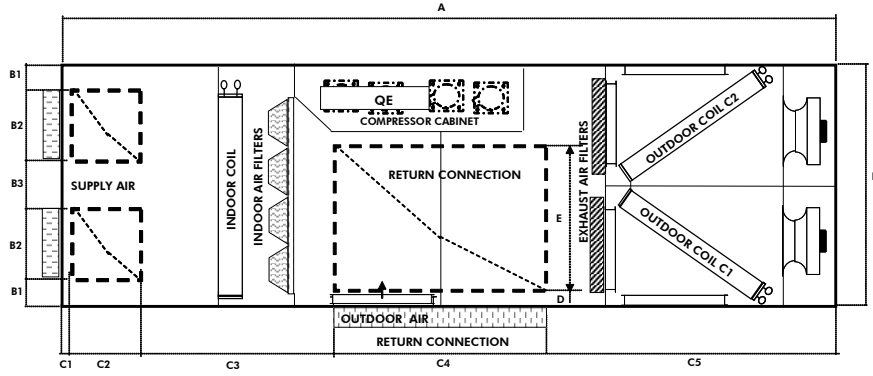 A
B1
B2
B3
B2
B1
SUPPLY AIR
INDOOR COIL
INDOOR AIR FILTERS
QE
COMPRESSOR CABINET
RETURN CONNECTION
E
D
EXHAUST AIR FILTERS
OUTDOOR COIL C2
OUTDOOR COIL C1
OUTDOOR AIR
RETURN CONNECTION
C1
C2
C3
C4
C5